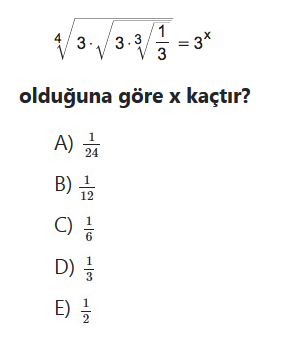 ⁴√(3·√(3·³√(1/3))) = 3ˣ
olduğuna göre x kaçtır?
A) 1/24
B) 1/12
C) 1/6
D) 1/3
E) 1/2